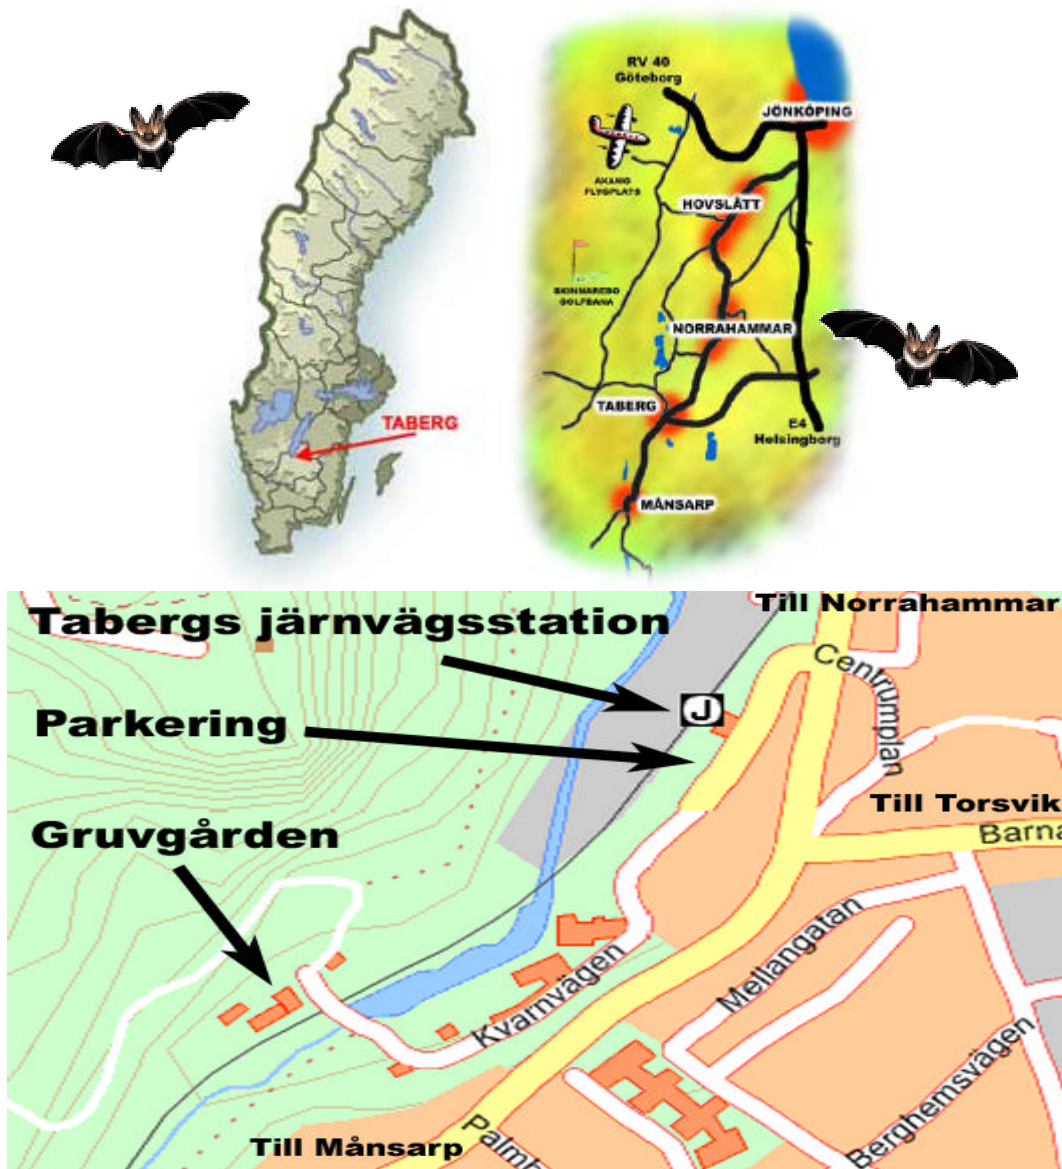 TABERG
RV 40
Göteborg
JÖNKÖPING
AXAMO
FLYGPLATS
HOVSLÄTT
SKINNAREBO
GOLFBANA
NORRAHAMMAR
TABERG
E4
Helsingborg
MÅNSARP
Tabergs järnvägsstation
Till Norrahammar
J
Centrumplan
Parkering
Till Torsvik
Barna
Gruvgården
Kvarnvägen
Mellangatan
Berghemsvägen
Till Månsarp